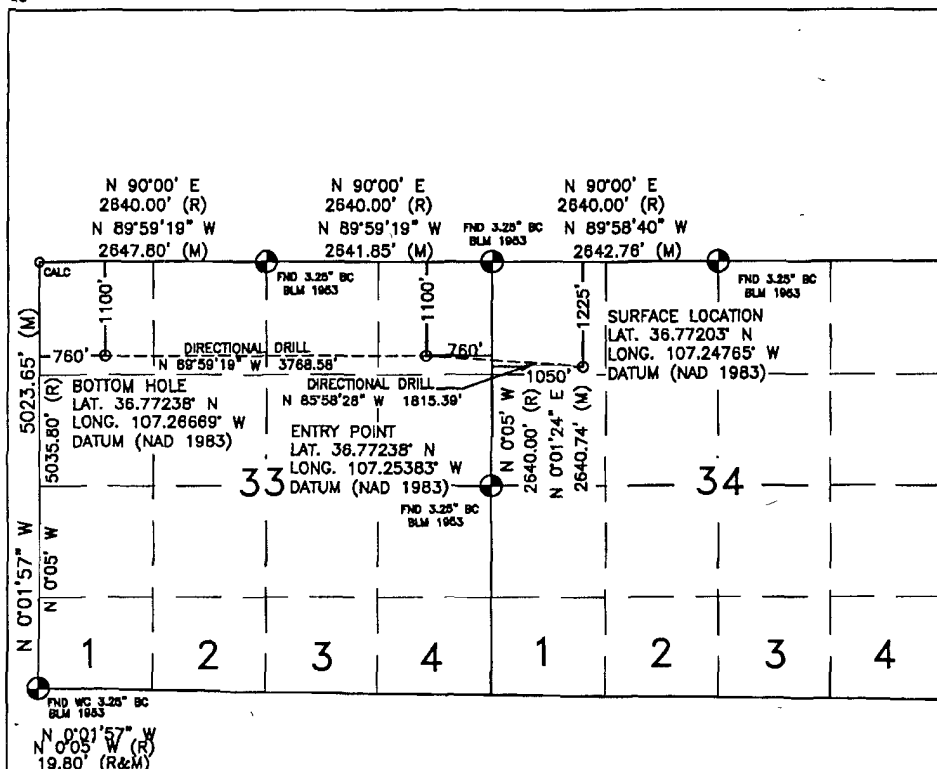 N 90°00' E
2640.00' (R)
N 89°59'19" W
2647.80' (M)
N 90°00' E
2640.00' (R)
N 89°59'19" W
2641.85' (M)
N 90°00' E
2640.00' (R)
N 89°58'40" W
2642.76' (M)
FND 3.25" BC
BLM 1953
CALC
FND 3.25" BC
BLM 1953
FND 3.25" BC
BLM 1953
1100'
1100'
1225'
760'
DIRECTIONAL DRILL
N 89°59'19" W 3768.58'
760'
DIRECTIONAL DRILL
N 85°58'28" W 1815.39'
1050'
SURFACE LOCATION
LAT. 36.77203° N
LONG. 107.24765° W
DATUM (NAD 1983)
BOTTOM HOLE
LAT. 36.77238° N
LONG. 107.26669° W
DATUM (NAD 1983)
ENTRY POINT
LAT. 36.77238° N
LONG. 107.25383° W
DATUM (NAD 1983)
N 0°01'57" W
5023.65' (M)
N 0°05' W
5035.80' (R)
N 0°05' W
2640.00' (R)
N 0°01'24" E
2640.74' (M)
33
34
FND 3.25" BC
BLM 1953
1
2
3
4
1
2
3
4
FND WC 3.25" BC
BLM 1953
N 0°01'57" W
N 0°05' W (R)
19.80' (R&M)